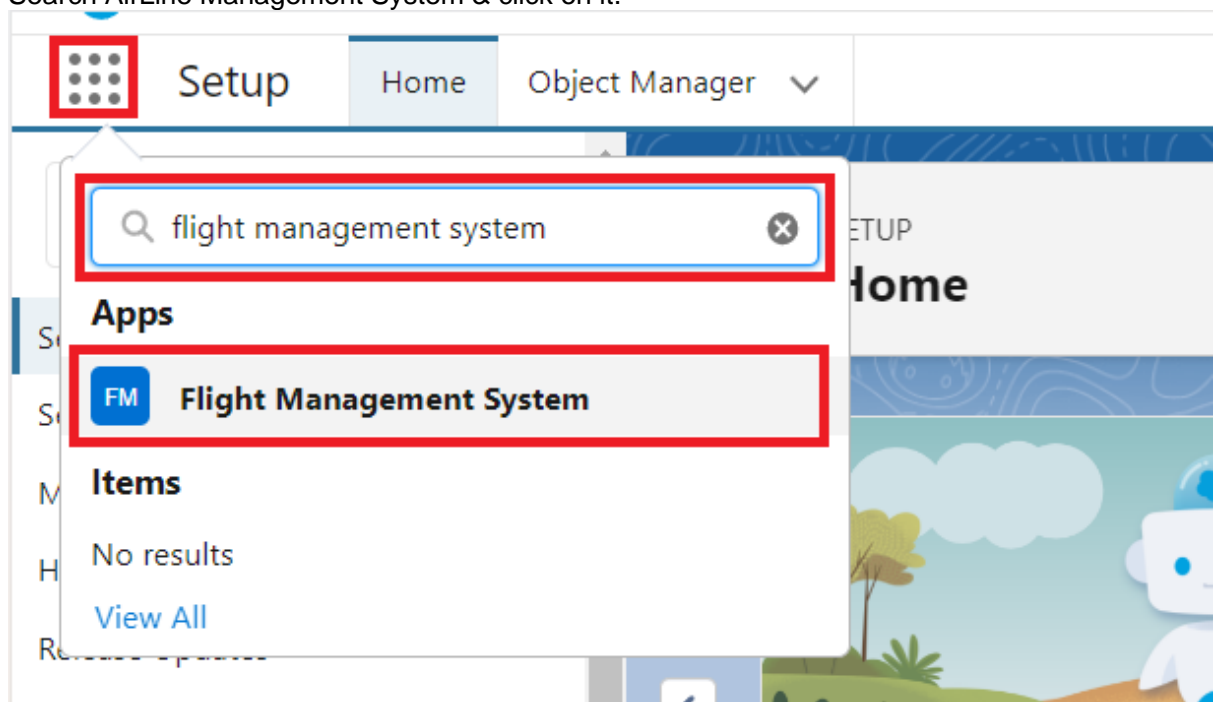 Search AirLine Management System & click on it.
Setup Home Object Manager
flight management system
ETUP
Home
Apps
FM Flight Management System
Items
No results
View All